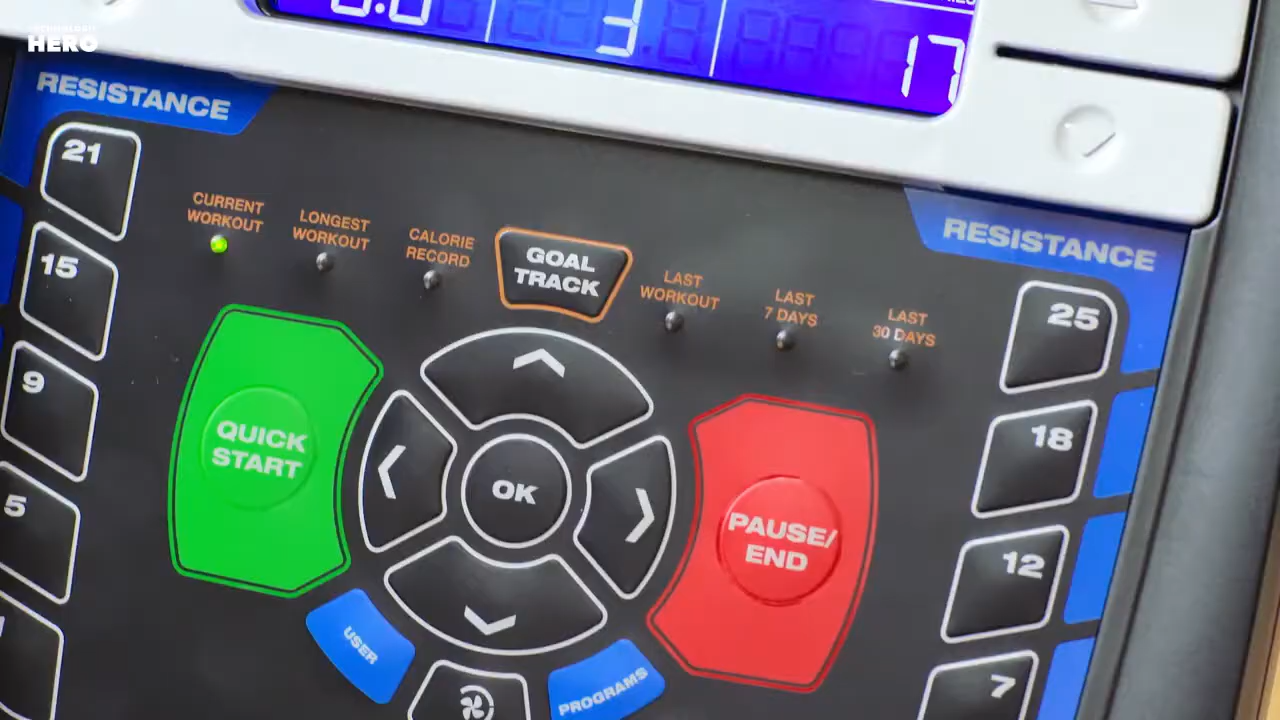 HERO
3
17
RESISTANCE
21
CURRENT
WORKOUT
LONGEST
WORKOUT
CALORIE
RECORD
GOAL
TRACK
LAST
WORKOUT
LAST
7 DAYS
LAST
30 DAYS
RESISTANCE
15
25
9
QUICK
START
18
5
OK
PAUSE/
END
12
USER
PROGRAMS
7